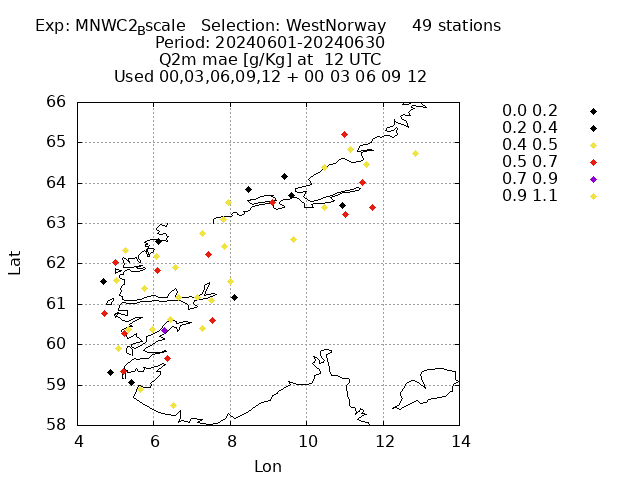 Exp: MNWC2_Bscale Selection: WestNorway 49 stations
Period: 20240601-20240630
Q2m mae [g/Kg] at 12 UTC
Used 00,03,06,09,12 + 00 03 06 09 12
66
65
64
63
62
61
60
59
58
4 6 8 10 12 14
Lat
Lon
0.0 0.2
0.2 0.4
0.4 0.5
0.5 0.7
0.7 0.9
0.9 1.1